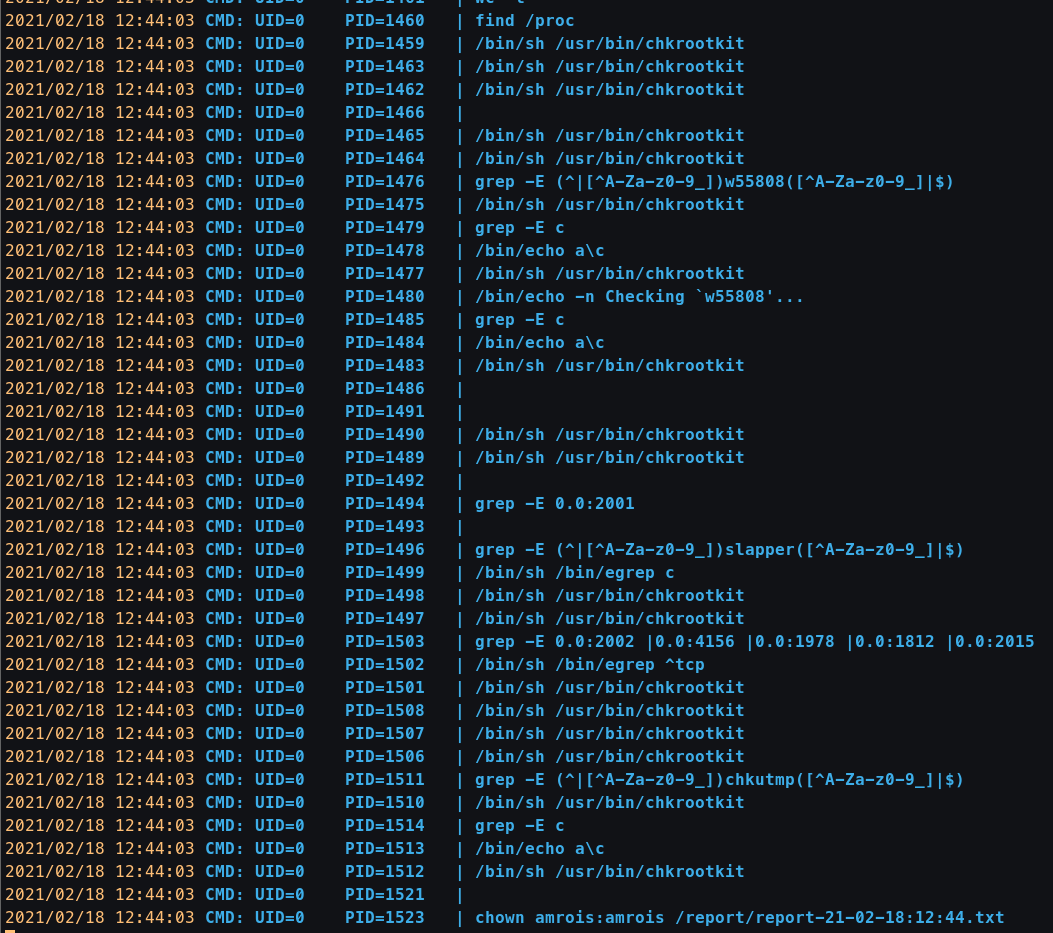 2021/02/18 12:44:03 CMD: UID=0    PID=1461   | wc -l
2021/02/18 12:44:03 CMD: UID=0    PID=1460   | find /proc
2021/02/18 12:44:03 CMD: UID=0    PID=1459   | /bin/sh /usr/bin/chkrootkit
2021/02/18 12:44:03 CMD: UID=0    PID=1463   | /bin/sh /usr/bin/chkrootkit
2021/02/18 12:44:03 CMD: UID=0    PID=1462   | /bin/sh /usr/bin/chkrootkit
2021/02/18 12:44:03 CMD: UID=0    PID=1466   |
2021/02/18 12:44:03 CMD: UID=0    PID=1465   | /bin/sh /usr/bin/chkrootkit
2021/02/18 12:44:03 CMD: UID=0    PID=1464   | /bin/sh /usr/bin/chkrootkit
2021/02/18 12:44:03 CMD: UID=0    PID=1476   | grep -E (^|[^A-Za-z0-9_])w55808([^A-Za-z0-9_]|$)
2021/02/18 12:44:03 CMD: UID=0    PID=1475   | /bin/sh /usr/bin/chkrootkit
2021/02/18 12:44:03 CMD: UID=0    PID=1479   | grep -E c
2021/02/18 12:44:03 CMD: UID=0    PID=1478   | /bin/echo a\c
2021/02/18 12:44:03 CMD: UID=0    PID=1477   | /bin/sh /usr/bin/chkrootkit
2021/02/18 12:44:03 CMD: UID=0    PID=1480   | /bin/echo -n Checking `w55808'...
2021/02/18 12:44:03 CMD: UID=0    PID=1485   | grep -E c
2021/02/18 12:44:03 CMD: UID=0    PID=1484   | /bin/echo a\c
2021/02/18 12:44:03 CMD: UID=0    PID=1483   | /bin/sh /usr/bin/chkrootkit
2021/02/18 12:44:03 CMD: UID=0    PID=1486   |
2021/02/18 12:44:03 CMD: UID=0    PID=1491   |
2021/02/18 12:44:03 CMD: UID=0    PID=1490   | /bin/sh /usr/bin/chkrootkit
2021/02/18 12:44:03 CMD: UID=0    PID=1489   | /bin/sh /usr/bin/chkrootkit
2021/02/18 12:44:03 CMD: UID=0    PID=1492   |
2021/02/18 12:44:03 CMD: UID=0    PID=1494   | grep -E 0.0:2001
2021/02/18 12:44:03 CMD: UID=0    PID=1493   |
2021/02/18 12:44:03 CMD: UID=0    PID=1496   | grep -E (^|[^A-Za-z0-9_])slapper([^A-Za-z0-9_]|$)
2021/02/18 12:44:03 CMD: UID=0    PID=1499   | /bin/sh /bin/egrep c
2021/02/18 12:44:03 CMD: UID=0    PID=1498   | /bin/sh /usr/bin/chkrootkit
2021/02/18 12:44:03 CMD: UID=0    PID=1497   | /bin/sh /usr/bin/chkrootkit
2021/02/18 12:44:03 CMD: UID=0    PID=1503   | grep -E 0.0:2002 |0.0:4156 |0.0:1978 |0.0:1812 |0.0:2015
2021/02/18 12:44:03 CMD: UID=0    PID=1502   | /bin/sh /bin/egrep ^tcp
2021/02/18 12:44:03 CMD: UID=0    PID=1501   | /bin/sh /usr/bin/chkrootkit
2021/02/18 12:44:03 CMD: UID=0    PID=1508   | /bin/sh /usr/bin/chkrootkit
2021/02/18 12:44:03 CMD: UID=0    PID=1507   | /bin/sh /usr/bin/chkrootkit
2021/02/18 12:44:03 CMD: UID=0    PID=1506   | /bin/sh /usr/bin/chkrootkit
2021/02/18 12:44:03 CMD: UID=0    PID=1511   | grep -E (^|[^A-Za-z0-9_])chkutmp([^A-Za-z0-9_]|$)
2021/02/18 12:44:03 CMD: UID=0    PID=1510   | /bin/sh /usr/bin/chkrootkit
2021/02/18 12:44:03 CMD: UID=0    PID=1514   | grep -E c
2021/02/18 12:44:03 CMD: UID=0    PID=1513   | /bin/echo a\c
2021/02/18 12:44:03 CMD: UID=0    PID=1512   | /bin/sh /usr/bin/chkrootkit
2021/02/18 12:44:03 CMD: UID=0    PID=1521   |
2021/02/18 12:44:03 CMD: UID=0    PID=1523   | chown amrois:amrois /report/report-21-02-18:12:44.txt